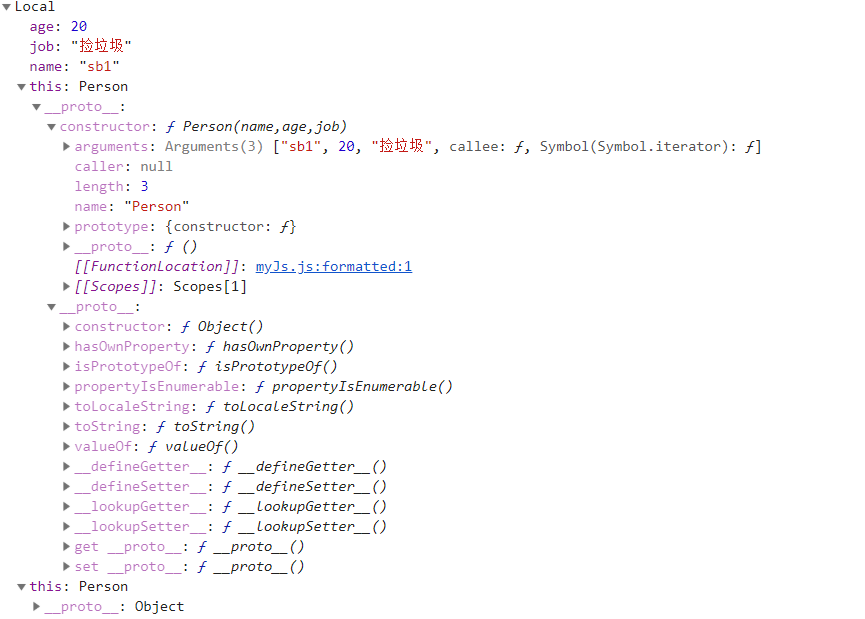 Local
age: 20
job: "捡垃圾"
name: "sb1"
this: Person
__proto__:
constructor: ƒ Person(name,age,job)
arguments: Arguments(3) ["sb1", 20, "捡垃圾", callee: ƒ, Symbol(Symbol.iterator): ƒ]
caller: null
length: 3
name: "Person"
prototype: {constructor: ƒ}
__proto__: ƒ ()
[[FunctionLocation]]: myJs.js:formatted:1
[[Scopes]]: Scopes[1]
__proto__:
constructor: ƒ Object()
hasOwnProperty: ƒ hasOwnProperty()
isPrototypeOf: ƒ isPrototypeOf()
propertyIsEnumerable: ƒ propertyIsEnumerable()
toLocaleString: ƒ toLocaleString()
toString: ƒ toString()
valueOf: ƒ valueOf()
__defineGetter__: ƒ __defineGetter__()
__defineSetter__: ƒ __defineSetter__()
__lookupGetter__: ƒ __lookupGetter__()
__lookupSetter__: ƒ __lookupSetter__()
get __proto__: ƒ __proto__()
set __proto__: ƒ __proto__()
this: Person
__proto__: Object